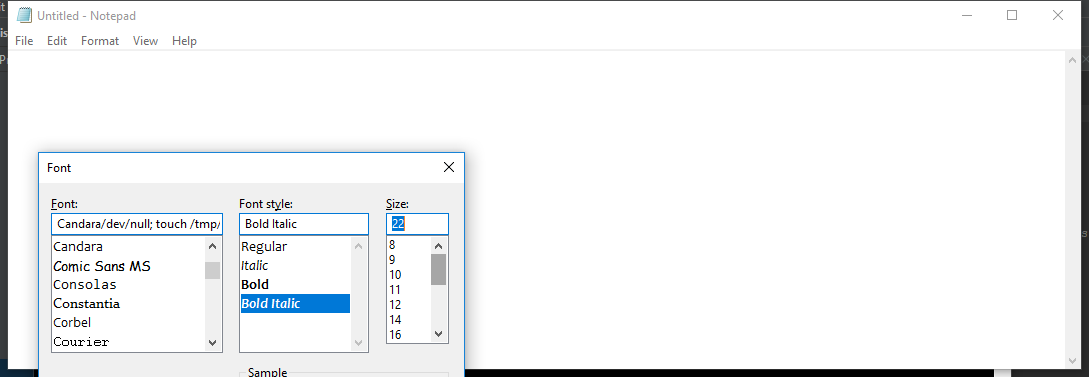 Untitled - Notepad
File Edit Format View Help
Font
Font: Font style: Size:
Candara/dev/null; touch /tmp/ Bold Italic 22
Candara Regular 8
Comic Sans MS Italic 9
Consolas Bold 10
Constantia Bold Italic 11
Corbel 12
Courier 14
16
Sample